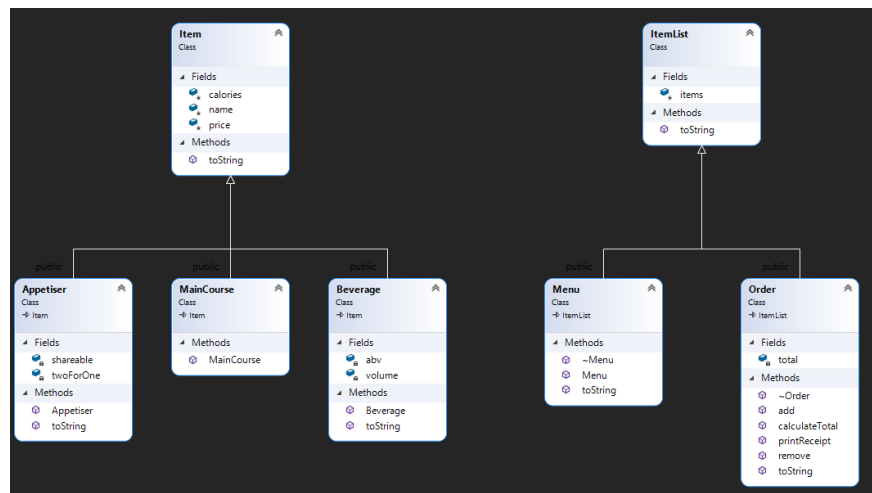 Item
Class
Fields
calories
name
price
Methods
toString
ItemList
Class
Fields
items
Methods
toString
public
public
public
public
public
Appetiser
Class
Item
Fields
shareable
twoForOne
Methods
Appetiser
toString
MainCourse
Class
Item
Methods
MainCourse
Beverage
Class
Item
Fields
abv
volume
Methods
Beverage
toString
Menu
Class
ItemList
Methods
~Menu
Menu
toString
Order
Class
ItemList
Fields
total
Methods
~Order
add
calculateTotal
printReceipt
remove
toString